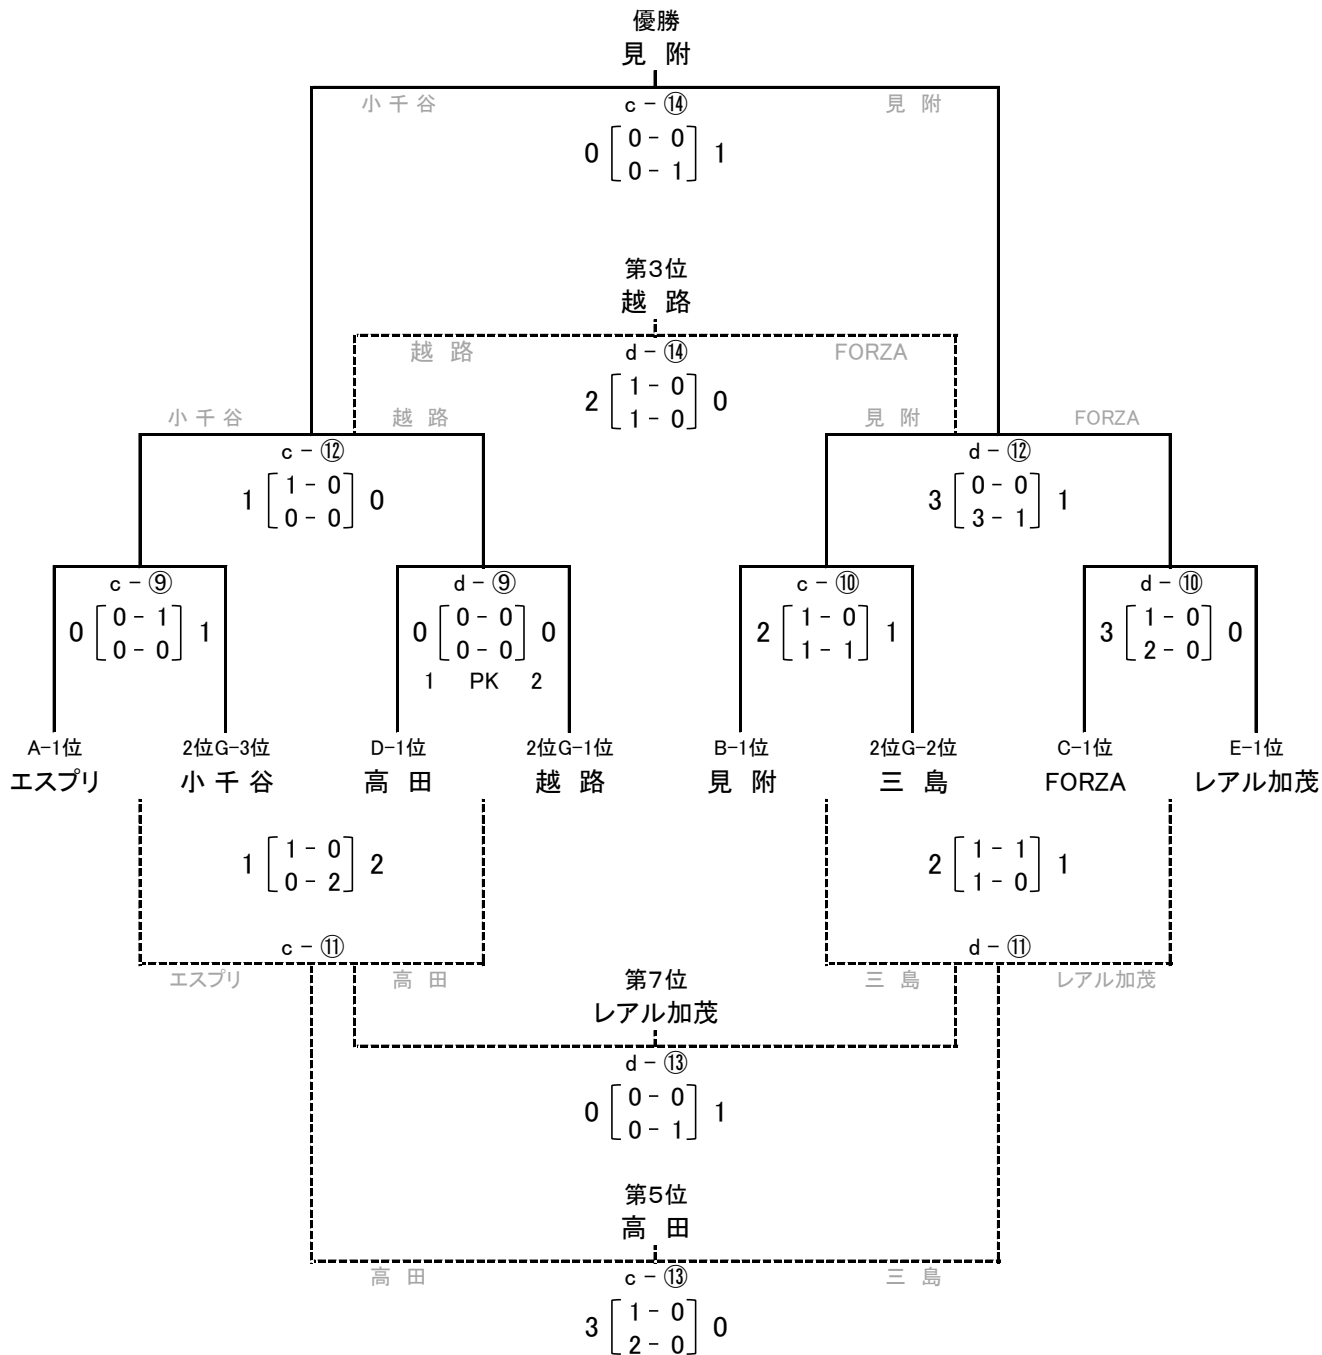 優勝
見 附
小千谷 c-⑭ 見 附
0 [ 0- 0 ] 1
0- 1
第3位
越 路
越 路 d-⑭ FORZA
2 [ 1- 0 ] 0
1- 0
小千谷 越 路 見 附 FORZA
c-⑫ d-⑫
1 [ 1- 0 ] 0 3 [ 0- 0 ] 1
0- 0 3- 1
c-⑨ d-⑨ c-⑩ d-⑩
0 [ 0- 1 ] 1 0 [ 0- 0 ] 0 2 [ 1- 0 ] 1 3 [ 1- 0 ] 0
0- 0 0- 0 1- 1 2- 0
1 PK 2
A-1位 2位G-3位 D-1位 2位G-1位 B-1位 2位G-2位 C-1位 E-1位
エスプリ 小千谷 高 田 越 路 見 附 三 島 FORZA レアル加茂
1 [ 1- 0 ] 2 2 [ 1- 1 ] 1
0- 2 1- 0
c-⑪ d-⑪
エスプリ 高 田 第7位 三 島 レアル加茂
レアル加茂
d-⑬
0 [ 0- 0 ] 1
0- 1
第5位
高 田
高 田 c-⑬ 三 島
3 [ 1- 0 ] 0
2- 0